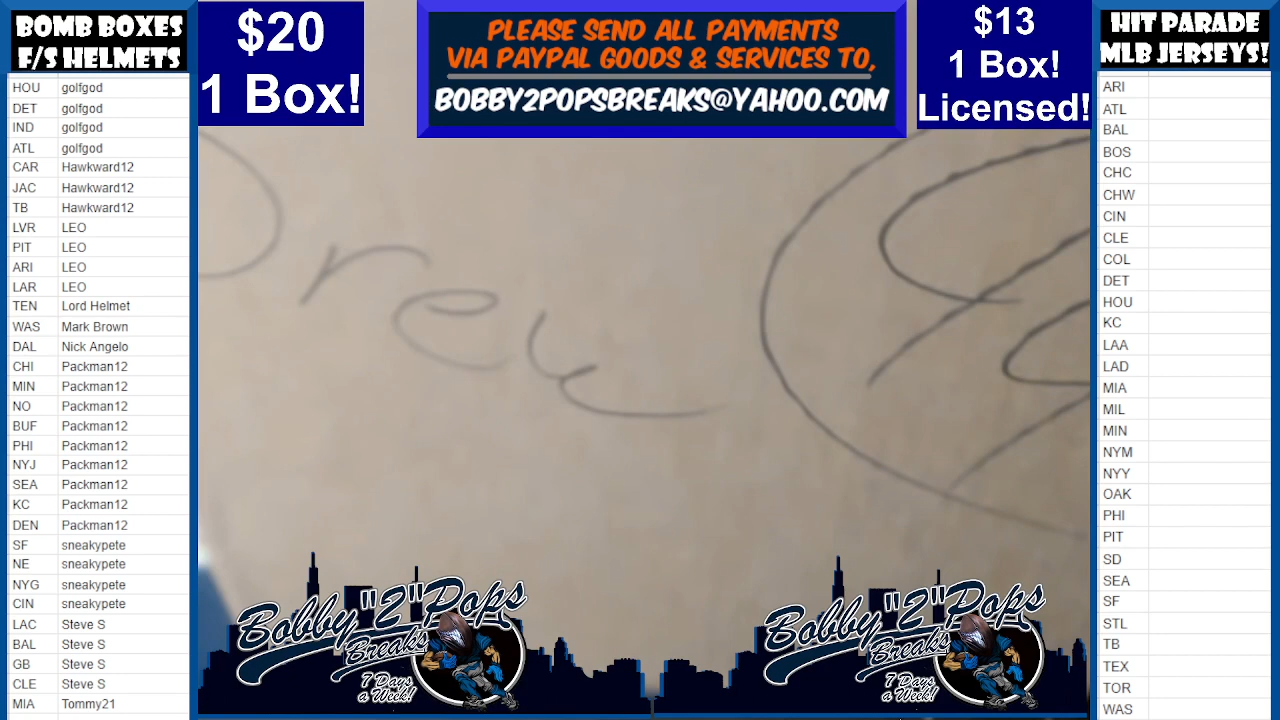 BOMB BOXES
F/S HELMETS
HOU golfgod
DET golfgod
IND golfgod
ATL golfgod
CAR Hawkward12
JAC Hawkward12
TB Hawkward12
LVR LEO
PIT LEO
ARI LEO
LAR LEO
TEN Lord Helmet
WAS Mark Brown
DAL Nick Angelo
CHI Packman12
MIN Packman12
NO Packman12
BUF Packman12
PHI Packman12
NYJ Packman12
SEA Packman12
KC Packman12
DEN Packman12
SF sneakypete
NE sneakypete
NYG sneakypete
CIN sneakypete
LAC Steve S
BAL Steve S
GB Steve S
CLE Steve S
MIA Tommy21
$20
1 Box!
PLEASE SEND ALL PAYMENTS
VIA PAYPAL GOODS & SERVICES TO,
BOBBY2POPSBREAKS@YAHOO.COM
$13
1 Box!
Licensed!
Drew
Bobby "2" Pops
Breaks
7 Days
a Week!
Bobby "2" Pops
Breaks
7 Days
a Week!
HIT PARADE
MLB JERSEYS!
ARI
ATL
BAL
BOS
CHC
CHW
CIN
CLE
COL
DET
HOU
KC
LAA
LAD
MIA
MIL
MIN
NYM
NYY
OAK
PHI
PIT
SD
SEA
SF
STL
TB
TEX
TOR
WAS